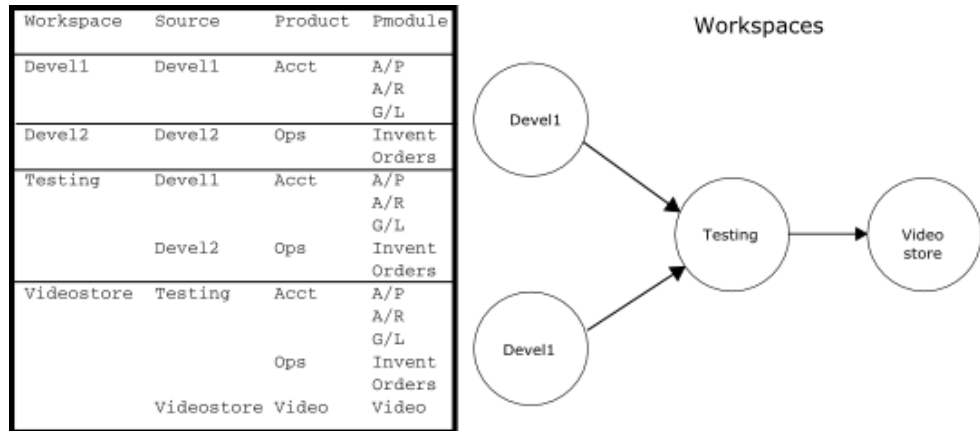 Workspace Source Product Pmodule
Devel1 Devel1 Acct A/P
A/R
G/L
Devel2 Devel2 Ops Invent
Orders
Testing Devel1 Acct A/P
A/R
G/L
Devel2 Ops Invent
Orders
Videostore Testing Acct A/P
A/R
G/L
Ops Invent
Orders
Videostore Video Video
Workspaces
Devel1
Testing
Video
store
Devel1